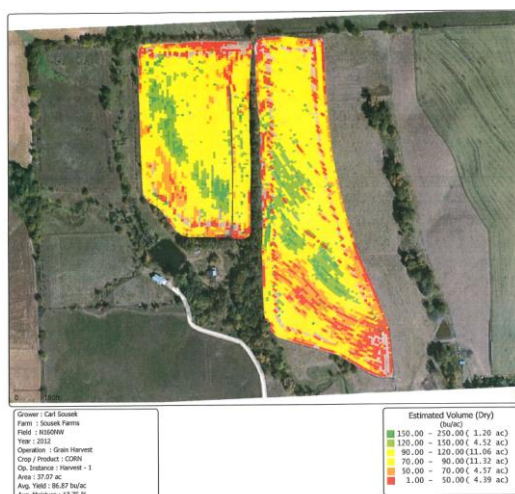 Grower : Carl Sousek
Farm : Sousek Farms
Field : N160NW
Year : 2012
Operation : Grain Harvest
Crop / Product : CORN
Op. Instance : Harvest - 1
Area : 37.07 ac
Avg. Yield : 86.87 bu/ac
Estimated Volume (Dry)
(bu/ac)
150.00 - 250.00 ( 1.20 ac)
120.00 - 150.00 ( 4.52 ac)
90.00 - 120.00 (11.06 ac)
70.00 - 90.00 (11.32 ac)
50.00 - 70.00 ( 4.57 ac)
1.00 - 50.00 ( 4.39 ac)